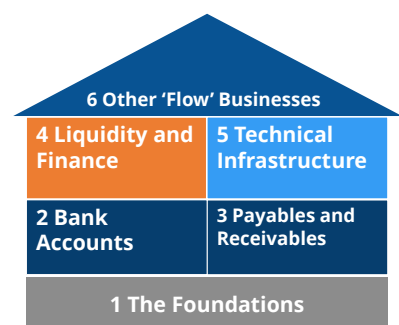 6 Other ‘Flow’ Businesses
4 Liquidity and
Finance
5 Technical
Infrastructure
2 Bank
Accounts
3 Payables and
Receivables
1 The Foundations